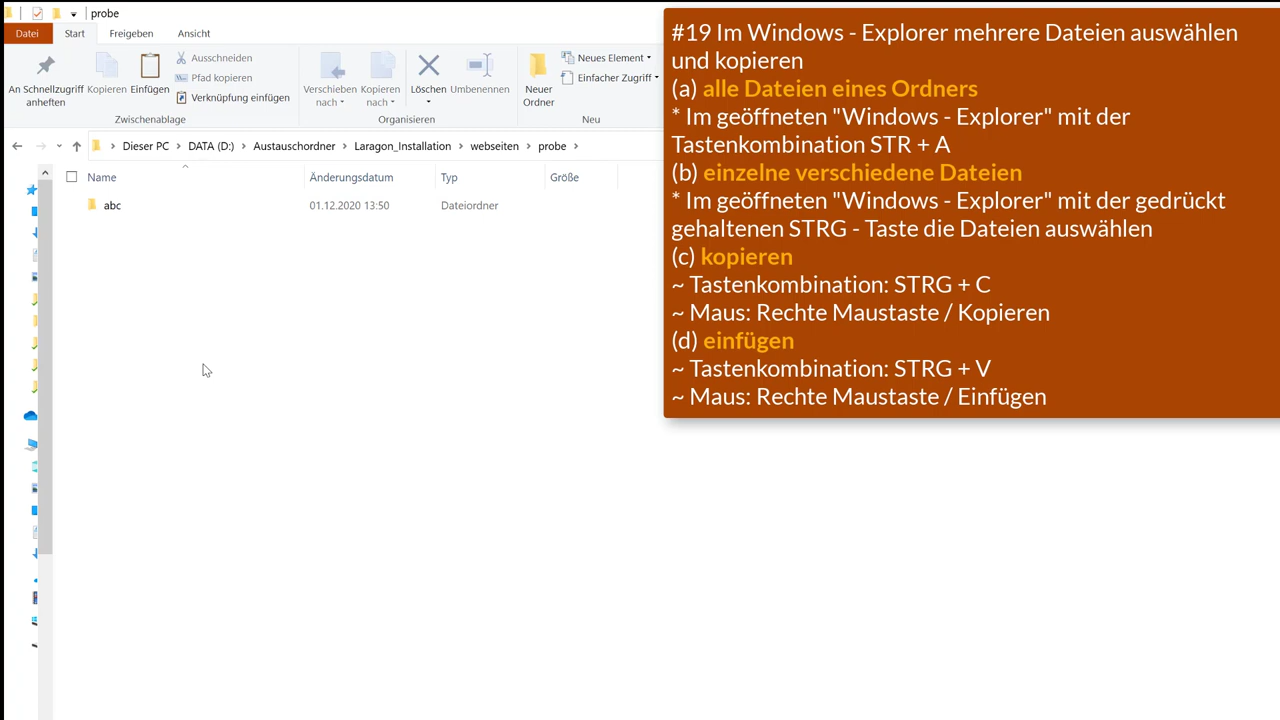 probe
Datei Start Freigeben Ansicht
An Schnellzugriff anheften
Kopieren
Einfügen
Ausschneiden
Pfad kopieren
Verknüpfung einfügen
Zwischenablage
Verschieben nach
Kopieren nach
Löschen
Umbenennen
Organisieren
Neuer Ordner
Neues Element
Einfacher Zugriff
Neu
Dieser PC > DATA (D:) > Austauschordner > Laragon_Installation > webseiten > probe >
Name Änderungsdatum Typ Größe
abc 01.12.2020 13:50 Dateiordner
#19 Im Windows - Explorer mehrere Dateien auswählen
und kopieren
(a) alle Dateien eines Ordners
* Im geöffneten "Windows - Explorer" mit der
Tastenkombination STR + A
(b) einzelne verschiedene Dateien
* Im geöffneten "Windows - Explorer" mit der gedrückt
gehaltenen STRG - Taste die Dateien auswählen
(c) kopieren
~ Tastenkombination: STRG + C
~ Maus: Rechte Maustaste / Kopieren
(d) einfügen
~ Tastenkombination: STRG + V
~ Maus: Rechte Maustaste / Einfügen